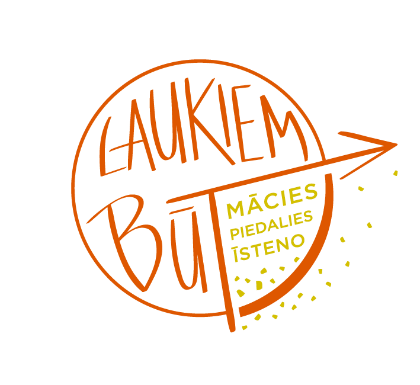 LAUKIEM
BŪT
MĀCIES
PIEDALIES
ĪSTENO